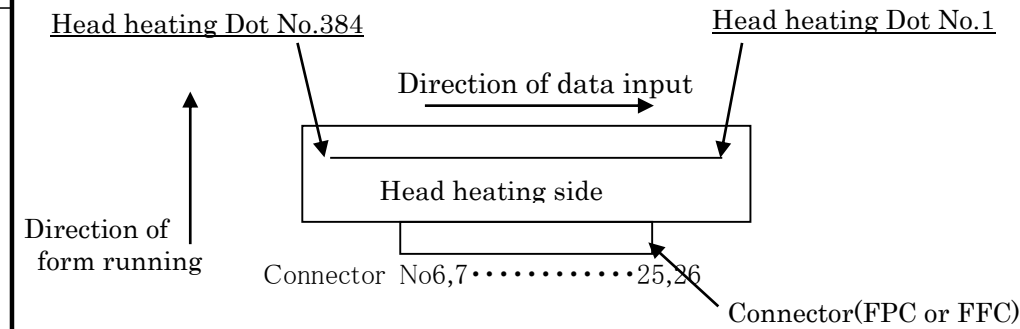 Head heating Dot No.384
Head heating Dot No.1
Direction of data input
Head heating side
Direction of
form running
Connector No6,7････････････25,26
Connector(FPC or FFC)